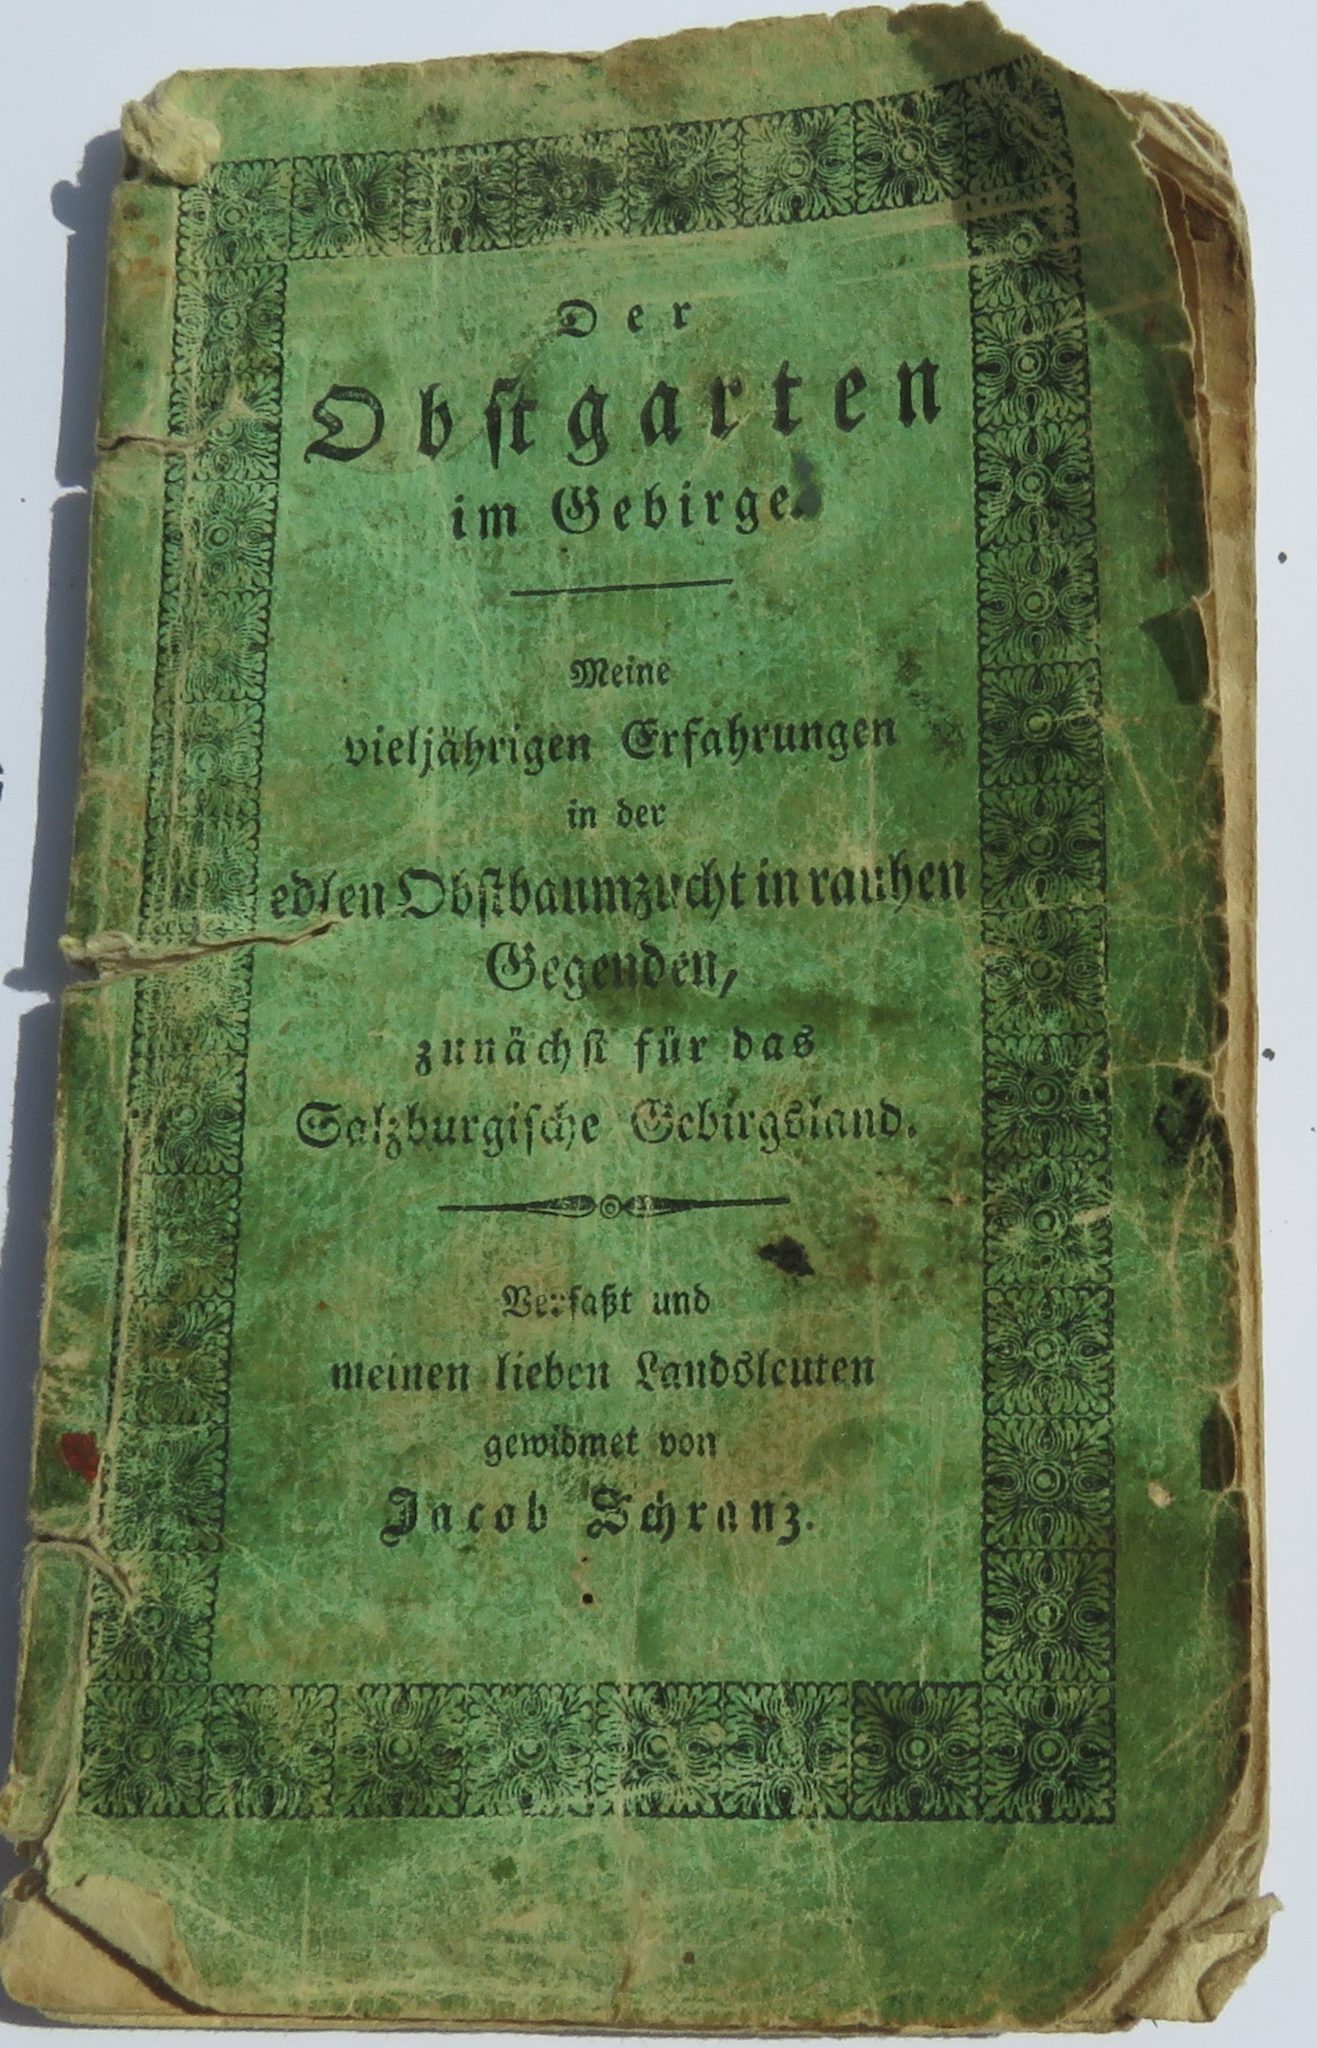 Der
Obstgarten
im Gebirge.
Meine
vieljährigen Erfahrungen
in der
edlen Obstbaumzucht in rauhen
Gegenden,
zunächst für das
Salzburgische Gebirgsland.
Verfaßt und
meinen lieben Landsleuten
gewidmet von
Jacob Schranz.